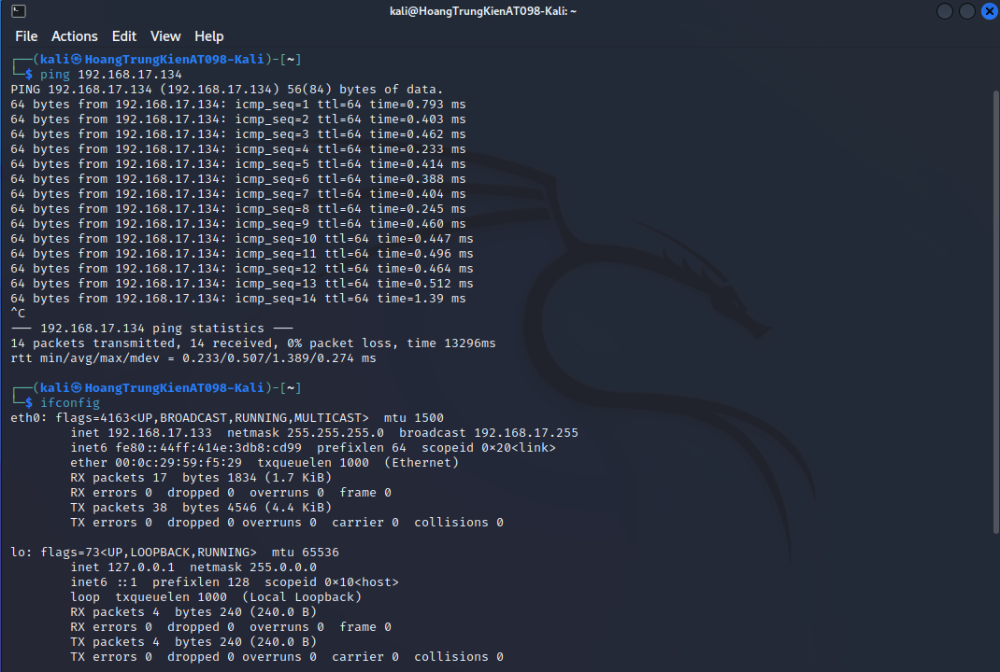 kali@HoangTrungKienAT098-Kali: ~
File Actions Edit View Help
┌──(kali㉿HoangTrungKienAT098-Kali)-[~]
└─$ ping 192.168.17.134
PING 192.168.17.134 (192.168.17.134) 56(84) bytes of data.
64 bytes from 192.168.17.134: icmp_seq=1 ttl=64 time=0.793 ms
64 bytes from 192.168.17.134: icmp_seq=2 ttl=64 time=0.403 ms
64 bytes from 192.168.17.134: icmp_seq=3 ttl=64 time=0.462 ms
64 bytes from 192.168.17.134: icmp_seq=4 ttl=64 time=0.233 ms
64 bytes from 192.168.17.134: icmp_seq=5 ttl=64 time=0.414 ms
64 bytes from 192.168.17.134: icmp_seq=6 ttl=64 time=0.388 ms
64 bytes from 192.168.17.134: icmp_seq=7 ttl=64 time=0.404 ms
64 bytes from 192.168.17.134: icmp_seq=8 ttl=64 time=0.245 ms
64 bytes from 192.168.17.134: icmp_seq=9 ttl=64 time=0.460 ms
64 bytes from 192.168.17.134: icmp_seq=10 ttl=64 time=0.447 ms
64 bytes from 192.168.17.134: icmp_seq=11 ttl=64 time=0.496 ms
64 bytes from 192.168.17.134: icmp_seq=12 ttl=64 time=0.464 ms
64 bytes from 192.168.17.134: icmp_seq=13 ttl=64 time=0.512 ms
64 bytes from 192.168.17.134: icmp_seq=14 ttl=64 time=1.39 ms
^C
--- 192.168.17.134 ping statistics ---
14 packets transmitted, 14 received, 0% packet loss, time 13296ms
rtt min/avg/max/mdev = 0.233/0.507/1.389/0.274 ms
┌──(kali㉿HoangTrungKienAT098-Kali)-[~]
└─$ ifconfig
eth0: flags=4163<UP,BROADCAST,RUNNING,MULTICAST>  mtu 1500
        inet 192.168.17.133  netmask 255.255.255.0  broadcast 192.168.17.255
        inet6 fe80::44ff:414e:3db8:cd99  prefixlen 64  scopeid 0x20<link>
        ether 00:0c:29:59:f5:29  txqueuelen 1000  (Ethernet)
        RX packets 17  bytes 1834 (1.7 KiB)
        RX errors 0  dropped 0  overruns 0  frame 0
        TX packets 38  bytes 4546 (4.4 KiB)
        TX errors 0  dropped 0 overruns 0  carrier 0  collisions 0
lo: flags=73<UP,LOOPBACK,RUNNING>  mtu 65536
        inet 127.0.0.1  netmask 255.0.0.0
        inet6 ::1  prefixlen 128  scopeid 0x10<host>
        loop  txqueuelen 1000  (Local Loopback)
        RX packets 4  bytes 240 (240.0 B)
        RX errors 0  dropped 0  overruns 0  frame 0
        TX packets 4  bytes 240 (240.0 B)
        TX errors 0  dropped 0 overruns 0  carrier 0  collisions 0